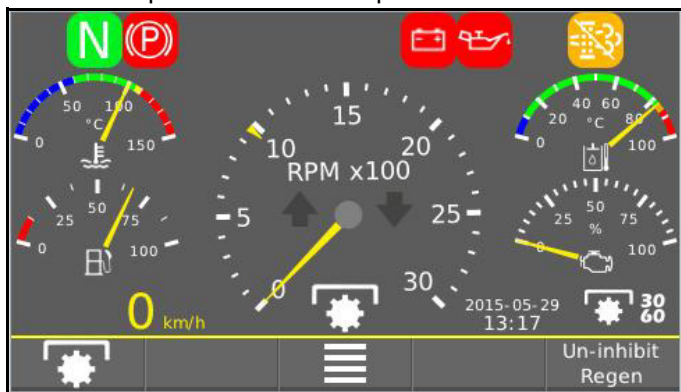 N (P)
50 100
°C
0 150
15
10 20
RPM x100
5 25
0 30
20 40 60 80
°C
0 100
25 50 75
0 100
25 50 75
%
0 100
0 km/h
2015-05-29
13:17
30
60
Un-inhibit
Regen